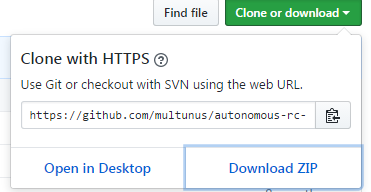 Find file
Clone or download
Clone with HTTPS ?
Use Git or checkout with SVN using the web URL.
https://github.com/multunus/autonomous-rc-
Open in Desktop
Download ZIP